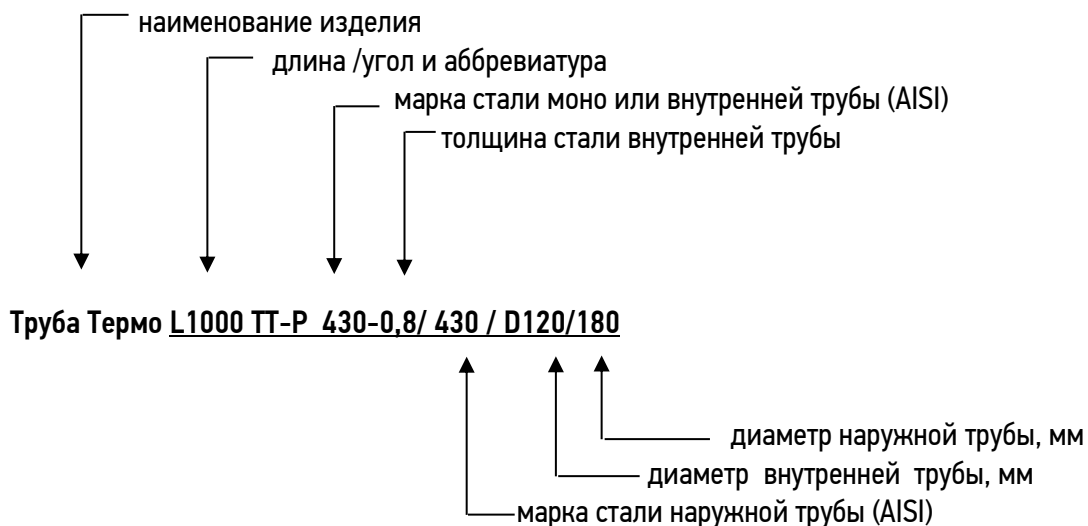 наименование изделия
длина /угол и аббревиатура
марка стали моно или внутренней трубы (AISI)
толщина стали внутренней трубы
Труба Термо L1000 ТТ-Р 430-0,8/ 430 / D120/180
диаметр наружной трубы, мм
диаметр внутренней трубы, мм
марка стали наружной трубы (AISI)